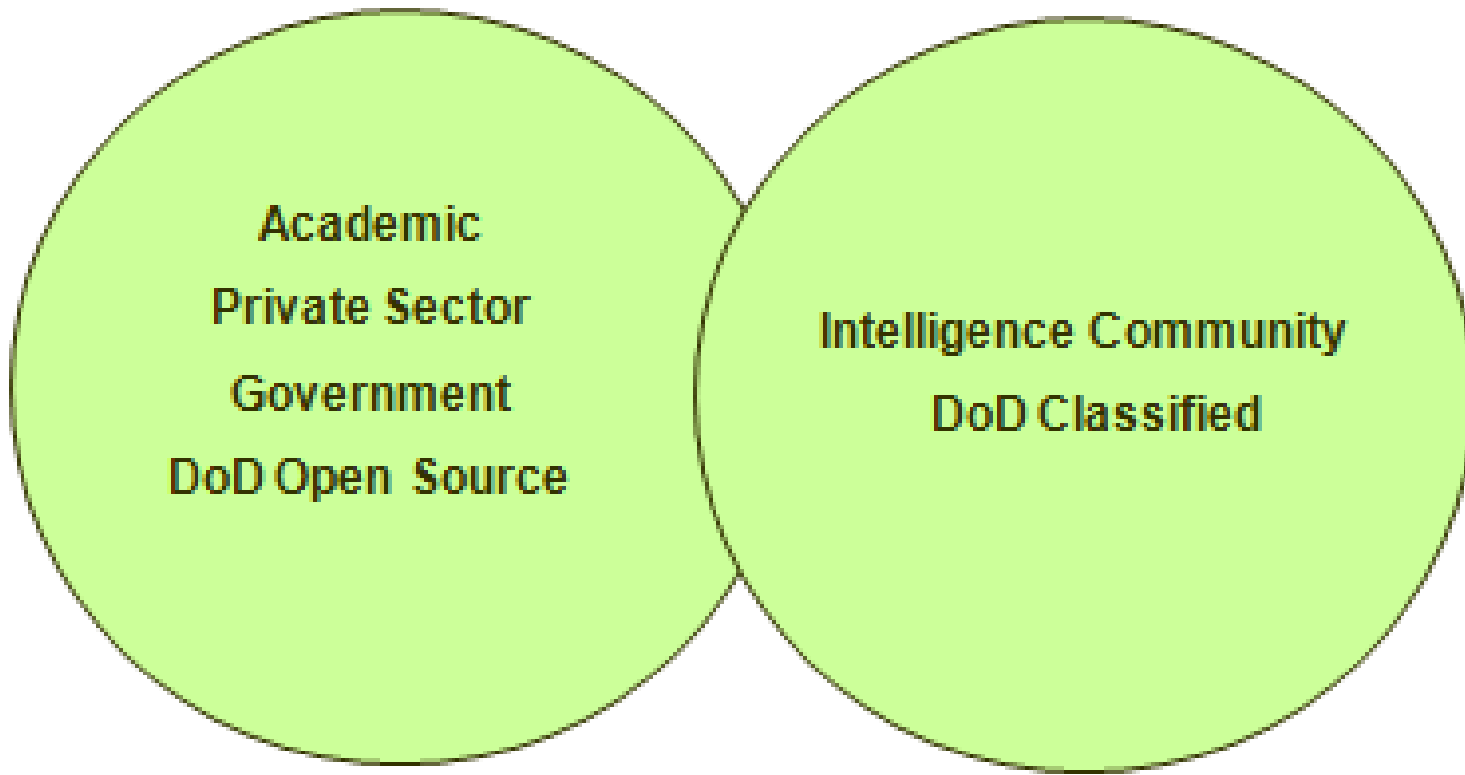 Academic
Private Sector
Government
DoD Open Source
Intelligence Community
DoD Classified